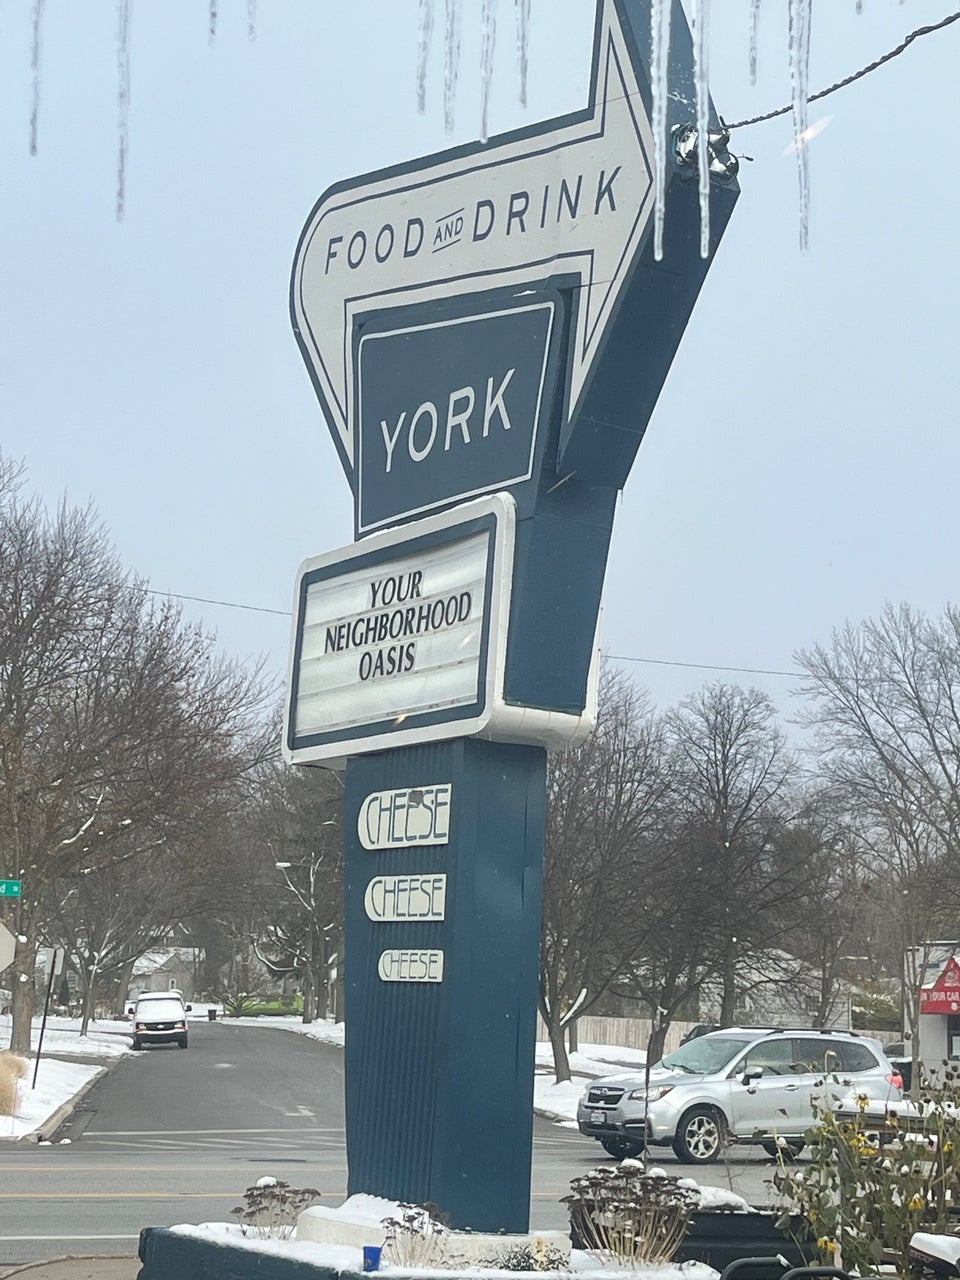 FOOD AND DRINK
YORK
YOUR
NEIGHBORHOOD
OASIS
CHEESE
CHEESE
CHEESE